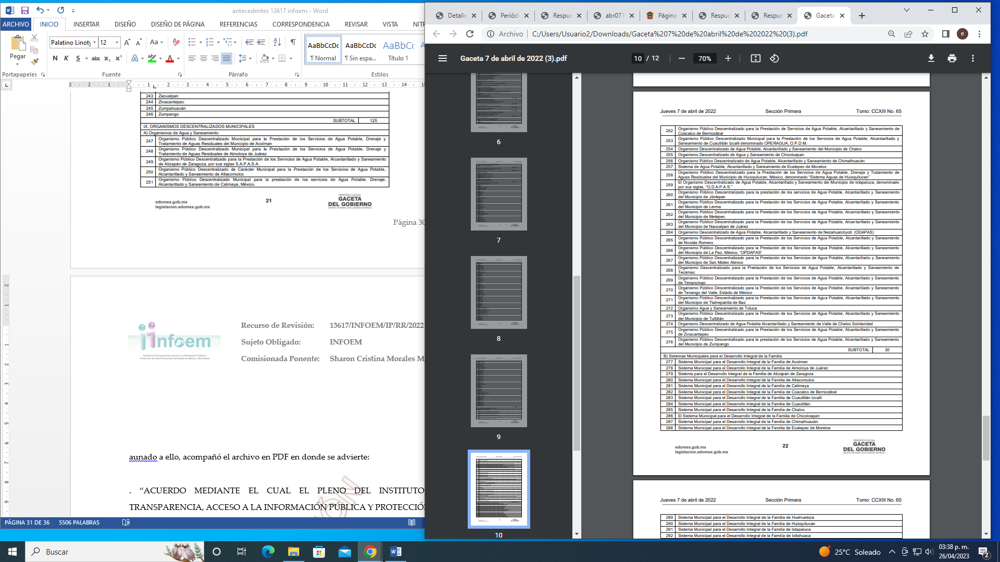 antecedentes 13617 infoem - Word
ARCHIVO INICIO INSERTAR DISEÑO DISEÑO DE PÁGINA REFERENCIAS CORRESPONDENCIA REVISAR VISTA NITR
Palatino Linoty 12
Pegar
N K S abc x₂ x²
AaBbCcDc AaBbCcDc AaBbC
¶ Normal ¶ Sin espa... Título 1
Portapapeles Fuente Párrafo Estilos
243 Zacualpan
244 Zinacantepec
245 Zumpahuacán
246 Zumpango
SUBTOTAL 125
IX. ORGANISMOS DESCENTRALIZADOS MUNICIPALES
A) Organismos de Agua y Saneamiento
247 Organismo Público Descentralizado Municipal para la Prestación de los Servicios de Agua Potable, Drenaje y
Tratamiento de Aguas Residuales del Municipio de Acolman
248 Organismo Público Descentralizado Municipal para la Prestación de los Servicios de Agua Potable, Drenaje y
Tratamiento de Aguas Residuales de Almoloya de Juárez
249 Organismo Público Descentralizado para la Prestación de los Servicios de Agua Potable, Alcantarillado y Saneamiento
de Atizapán de Zaragoza, por sus siglas S.A.P.A.S.A.
250 Organismo Público Descentralizado de Carácter Municipal para la Prestación de los Servicios de Agua Potable,
Alcantarillado y Saneamiento de Atlacomulco
251 Organismo Público Descentralizado Municipal para la prestación de los servicios de Agua Potable, Drenaje,
Alcantarillado y Saneamiento de Calimaya, México.
edomex.gob.mx
legislacion.edomex.gob.mx
21
PERIÓDICO OFICIAL
GACETA
DEL GOBIERNO
Gobierno del Estado Libre y Soberano de México
Página 30
infoem
Instituto de Transparencia, Acceso a la Información Pública y
Protección de Datos Personales del Estado de México y Municipios
Recurso de Revisión: 13617/INFOEM/IP/RR/2022
Sujeto Obligado: INFOEM
Comisionada Ponente: Sharon Cristina Morales M
aunado a ello, acompañó el archivo en PDF en donde se advierte:
. “ACUERDO MEDIANTE EL CUAL EL PLENO DEL INSTITUTO
TRANSPARENCIA, ACCESO A LA INFORMACIÓN PÚBLICA Y PROTECCIÓ
PÁGINA 31 DE 36 5506 PALABRAS
Detalle Periódi Respue abr071 Página Respue Respue Gaceta
Archivo C:/Users/Usuario2/Downloads/Gaceta%207%20de%20abril%20de%202022%20(3).pdf
e
Gaceta 7 de abril de 2022 (3).pdf 10 / 12 70%
6
7
8
9
10
Jueves 7 de abril de 2022 Sección Primera Tomo: CCXIII No. 65
252 Organismo Público Descentralizado para la Prestación de Servicios de Agua Potable, Alcantarillado y Saneamiento de
Coacalco de Berriozábal
253 Organismo Público Descentralizado Municipal para la Prestación de los Servicios de Agua Potable, Alcantarillado y
Saneamiento de Cuautitlán Izcalli denominado OPERAGUA, O.P.D.M.
254 Organismo Descentralizado de Agua Potable, Alcantarillado y Saneamiento del Municipio de Chalco
255 Organismo Descentralizado de Agua y Saneamiento de Chicoloapan
256 Organismo Público Descentralizado de Agua Potable, Alcantarillado y Saneamiento de Chimalhuacán
257 Sistema de Agua Potable, Alcantarillado y Saneamiento de Ecatepec de Morelos
258 Organismo Público Descentralizado para la Prestación de los Servicios de Agua Potable, Drenaje y Tratamiento de
Aguas Residuales del Municipio de Huixquilucan, México, denominado “Sistema Aguas de Huixquilucan”
259 El Organismo Descentralizado de Agua Potable, Alcantarillado y Saneamiento del Municipio de Ixtapaluca, denominado
por sus siglas, “O.D.A.P.A.S.”
260 Organismo Público Descentralizado para la prestación de los servicios de Agua Potable, Alcantarillado y Saneamiento
del Municipio de Jilotepec
261 Organismo Público Descentralizado para la Prestación de los Servicios de Agua Potable, Alcantarillado y Saneamiento
del Municipio de Lerma
262 Organismo Público Descentralizado para la Prestación de los Servicios de Agua Potable, Alcantarillado y Saneamiento
del Municipio de Metepec
263 Organismo Público Descentralizado para la Prestación de los Servicios de Agua Potable, Alcantarillado y Saneamiento
del Municipio de Naucalpan de Juárez
264 Organismo Descentralizado de Agua Potable, Alcantarillado y Saneamiento de Nezahualcóyotl. (ODAPAS)
265 Organismo Público Descentralizado para la Prestación de los Servicios de Agua Potable, Alcantarillado y Saneamiento
de Nicolás Romero
266 Organismo Público Descentralizado para la Prestación de los Servicios de Agua Potable, Alcantarillado y Saneamiento
del Municipio de La Paz, México, “OPDAPAS”
267 Organismo Público Descentralizado para la Prestación de los Servicios de Agua Potable, Alcantarillado y Saneamiento
del Municipio de San Mateo Atenco
268 Organismo Descentralizado para la Prestación de los Servicios de Agua Potable, Alcantarillado y Saneamiento de
Tecámac
269 Organismo Público Descentralizado para la Prestación de los Servicios de Agua Potable, Alcantarillado y Saneamiento
de Tenancingo
270 Organismo Público Descentralizado para la Prestación de los Servicios de Agua Potable, Alcantarillado y Saneamiento
de Tenango del Valle, Estado de México
271 Organismo Público Descentralizado para la Prestación de los Servicios de Agua Potable, Alcantarillado y Saneamiento
del Municipio de Tlalnepantla de Baz
272 Organismo Agua y Saneamiento de Toluca
273 Organismo Público Descentralizado para la Prestación de los Servicios de Agua Potable, Alcantarillado y Saneamiento
del Municipio de Tultitlán
274 Organismo Descentralizado de Agua Potable Alcantarillado y Saneamiento de Valle de Chalco Solidaridad
275 Organismo Público Descentralizado para la Prestación de los Servicios de Agua Potable, Alcantarillado y Saneamiento
de Zinacantepec
276 Organismo Público Descentralizado para la prestación de los Servicios de Agua Potable, Alcantarillado y Saneamiento
del Municipio de Zumpango
SUBTOTAL 30
B) Sistemas Municipales para el Desarrollo Integral de la Familia
277 Sistema Municipal para el Desarrollo Integral de la Familia de Acolman
278 Sistema Municipal para el Desarrollo Integral de la Familia de Almoloya de Juárez
279 Sistema para el Desarrollo Integral de la Familia de Atizapán de Zaragoza
280 Sistema Municipal para el Desarrollo Integral de la Familia de Atlacomulco
281 Sistema Municipal para el Desarrollo Integral de la Familia de Calimaya
282 Sistema Municipal para el Desarrollo Integral de la Familia de Coacalco de Berriozábal
283 Sistema Municipal para el Desarrollo Integral de la Familia de Cuautitlán Izcalli
284 Sistema Municipal para el Desarrollo Integral de la Familia de Cuautitlán
285 Sistema Municipal para el Desarrollo Integral de la Familia de Chalco
286 El Sistema Municipal para el Desarrollo Integral de la Familia de Chicoloapan
287 Sistema Municipal para el Desarrollo Integral de la Familia de Chimalhuacán
288 Sistema Municipal para el Desarrollo Integral de la Familia de Ecatepec de Morelos
edomex.gob.mx
legislacion.edomex.gob.mx
22
PERIÓDICO OFICIAL
GACETA
DEL GOBIERNO
Gobierno del Estado Libre y Soberano de México
Jueves 7 de abril de 2022 Sección Primera Tomo: CCXIII No. 65
289 Sistema Municipal para el Desarrollo Integral de la Familia de Huehuetoca
290 Sistema Municipal para el Desarrollo Integral de la Familia de Huixquilucan
291 Sistema Municipal para el Desarrollo Integral de la Familia de Ixtapaluca
292 Sistema Municipal para el Desarrollo Integral de la Familia de Ixtlahuaca
Buscar
25°C Soleado
03:38 p. m.
26/04/2023
2